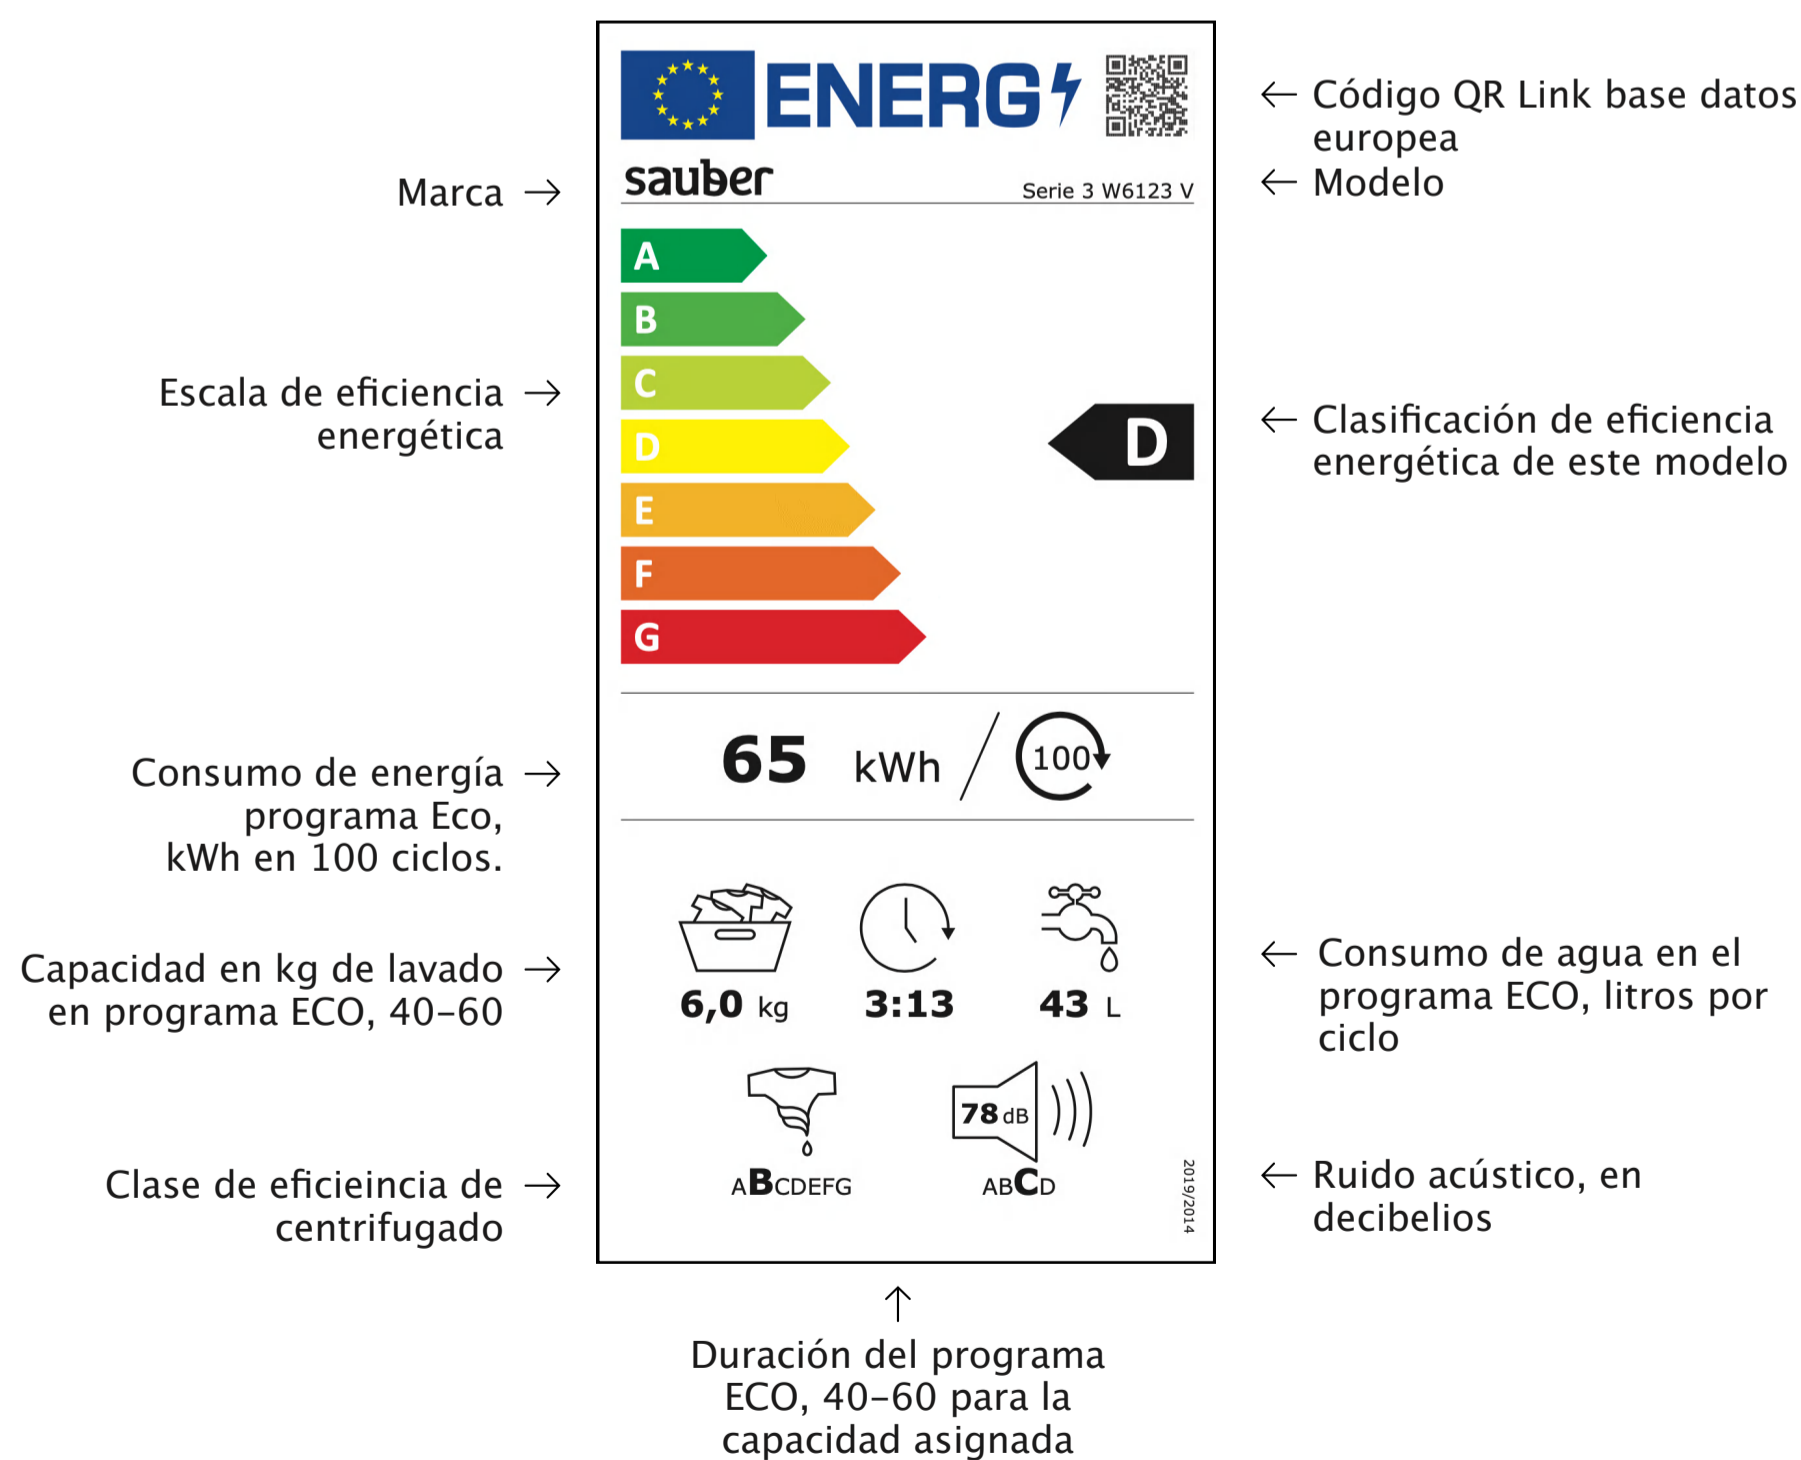 ENERG
Código QR Link base datos
europea
sauber
Serie 3 W6123 V
Marca
Modelo
A
B
C
D
E
F
G
D
Escala de eficiencia
energética
Clasificación de eficiencia
energética de este modelo
65 kWh / 100
Consumo de energía
programa Eco,
kWh en 100 ciclos.
6,0 kg
3:13
43 L
Capacidad en kg de lavado
en programa ECO, 40-60
Consumo de agua en el
programa ECO, litros por
ciclo
78 dB
ABCDEFG
ABCD
2019/2014
Clase de eficieincia de
centrifugado
Ruido acústico, en
decibelios
Duración del programa
ECO, 40-60 para la
capacidad asignada